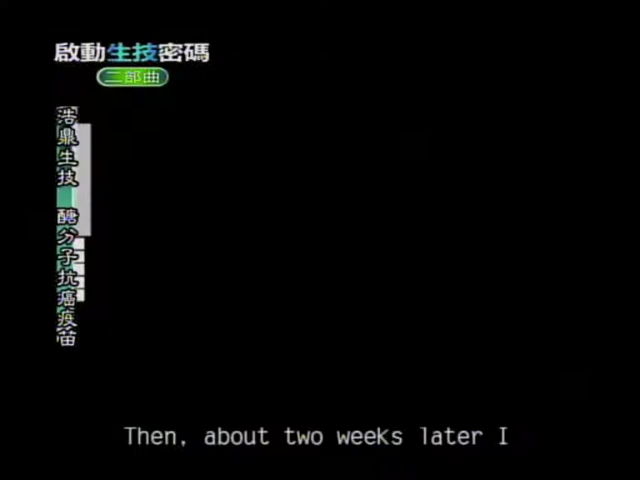 啟動生技密碼
二部曲
浩鼎生技 醣分子抗癌疫苗
Then, about two weeks later I